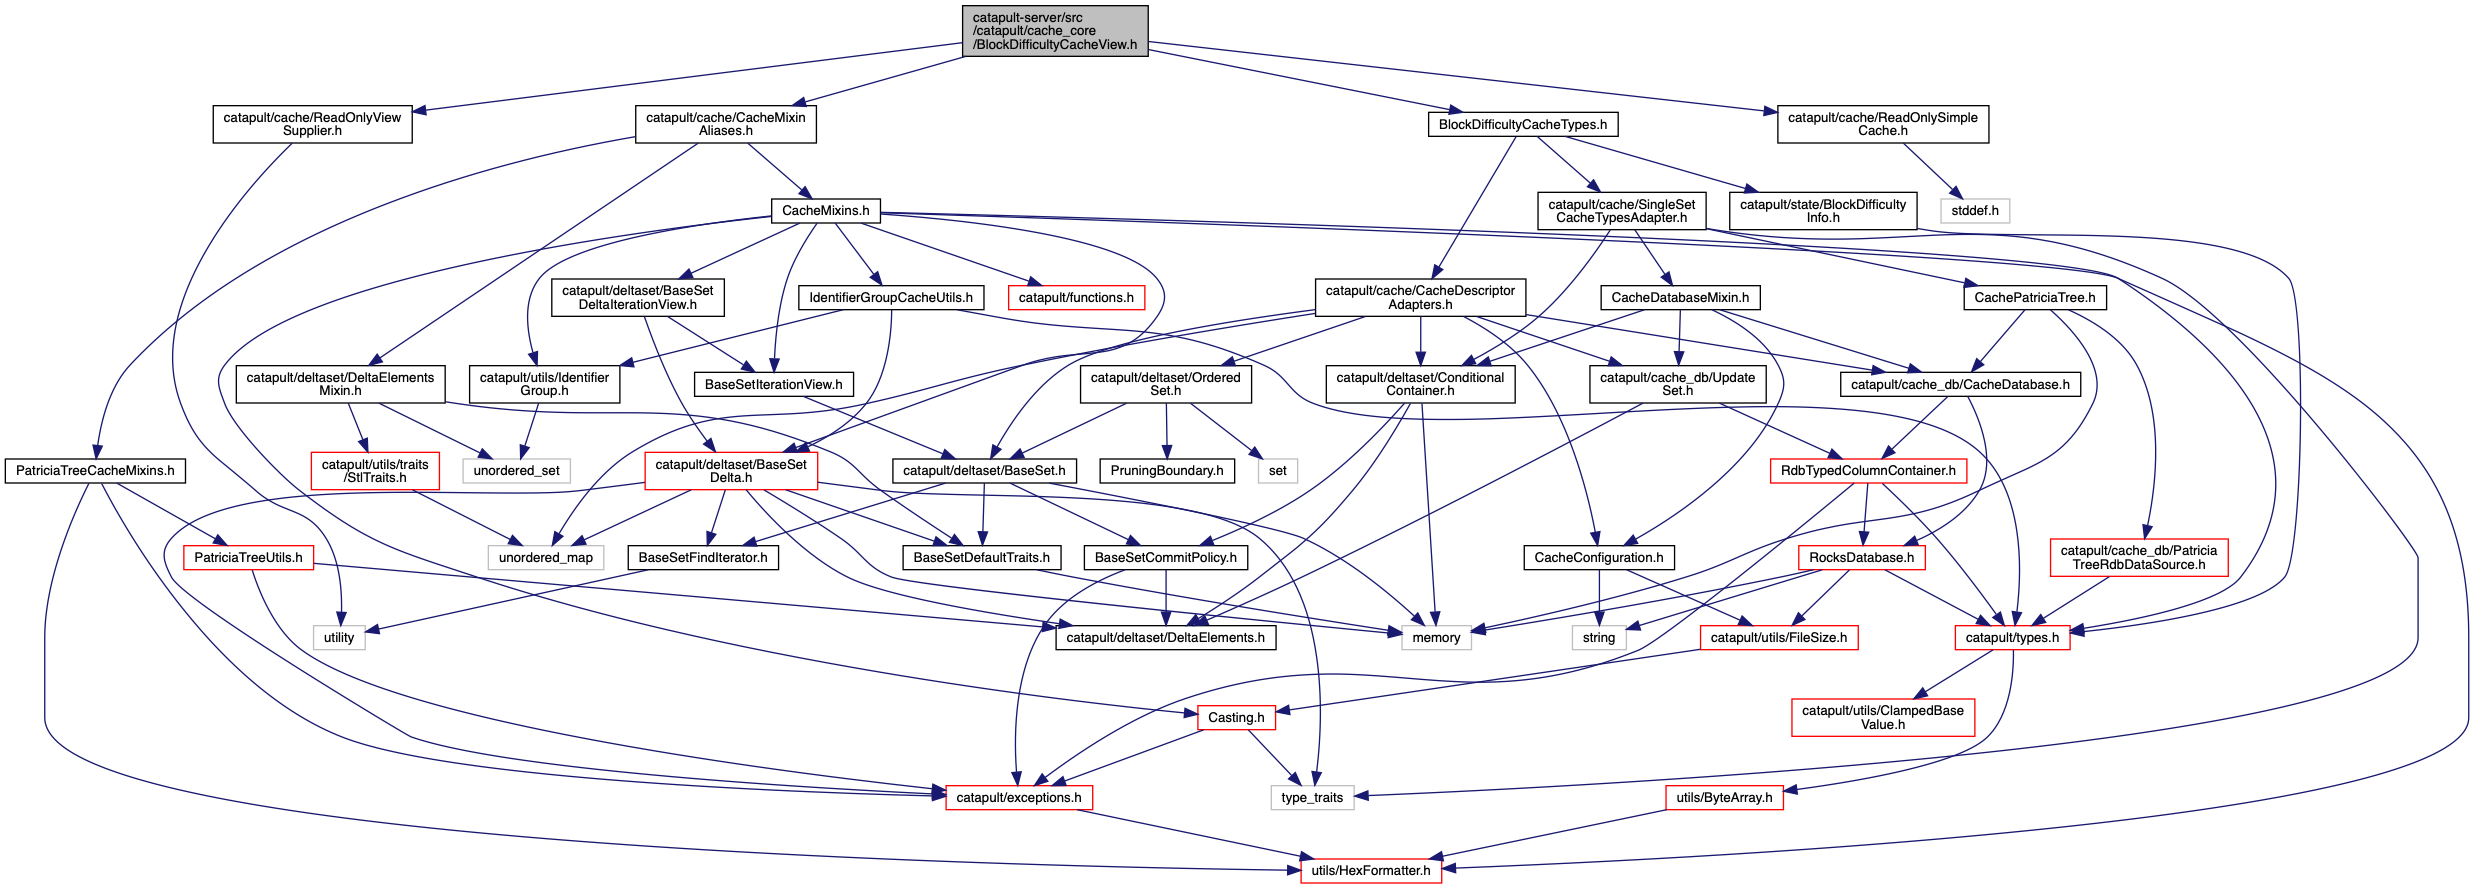 catapult-server/src
/catapult/cache_core
/BlockDifficultyCacheView.h
catapult/cache/ReadOnlyView
Supplier.h
catapult/cache/CacheMixin
Aliases.h
BlockDifficultyCacheTypes.h
catapult/cache/ReadOnlySimple
Cache.h
CacheMixins.h
catapult/cache/SingleSet
CacheTypesAdapter.h
catapult/state/BlockDifficulty
Info.h
stddef.h
catapult/deltaset/BaseSet
DeltaIterationView.h
IdentifierGroupCacheUtils.h
catapult/functions.h
catapult/cache/CacheDescriptor
Adapters.h
CacheDatabaseMixin.h
CachePatriciaTree.h
catapult/deltaset/DeltaElements
Mixin.h
catapult/utils/Identifier
Group.h
BaseSetIterationView.h
catapult/deltaset/Ordered
Set.h
catapult/deltaset/Conditional
Container.h
catapult/cache_db/Update
Set.h
catapult/cache_db/CacheDatabase.h
PatriciaTreeCacheMixins.h
catapult/utils/traits
/StlTraits.h
unordered_set
catapult/deltaset/BaseSet
Delta.h
catapult/deltaset/BaseSet.h
PruningBoundary.h
set
RdbTypedColumnContainer.h
PatriciaTreeUtils.h
unordered_map
BaseSetFindIterator.h
BaseSetDefaultTraits.h
BaseSetCommitPolicy.h
CacheConfiguration.h
RocksDatabase.h
catapult/cache_db/Patricia
TreeRdbDataSource.h
utility
catapult/deltaset/DeltaElements.h
memory
string
catapult/utils/FileSize.h
catapult/types.h
Casting.h
catapult/utils/ClampedBase
Value.h
catapult/exceptions.h
type_traits
utils/ByteArray.h
utils/HexFormatter.h